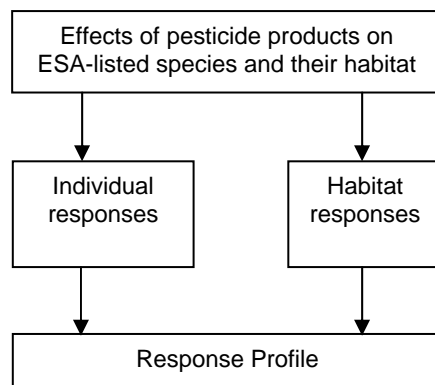 Effects of pesticide products on
ESA-listed species and their habitat
Individual
responses
Habitat
responses
Response Profile